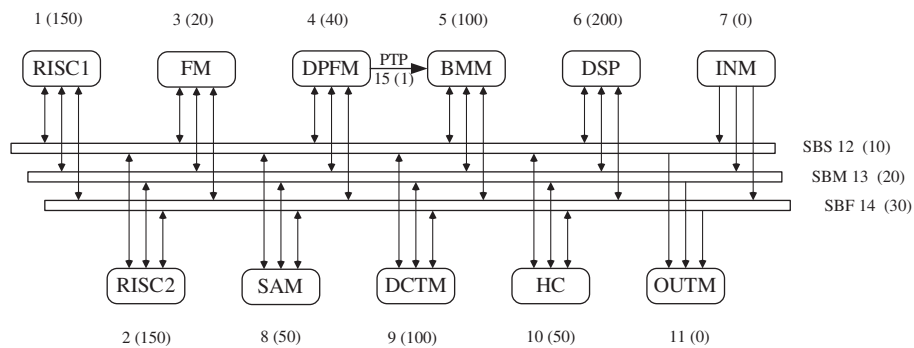 1 (150) 3 (20) 4 (40) 5 (100) 6 (200) 7 (0)
RISC1 FM DPFM PTP 15 (1) BMM DSP INM
SBS 12 (10)
SBM 13 (20)
SBF 14 (30)
RISC2 SAM DCTM HC OUTM
2 (150) 8 (50) 9 (100) 10 (50) 11 (0)